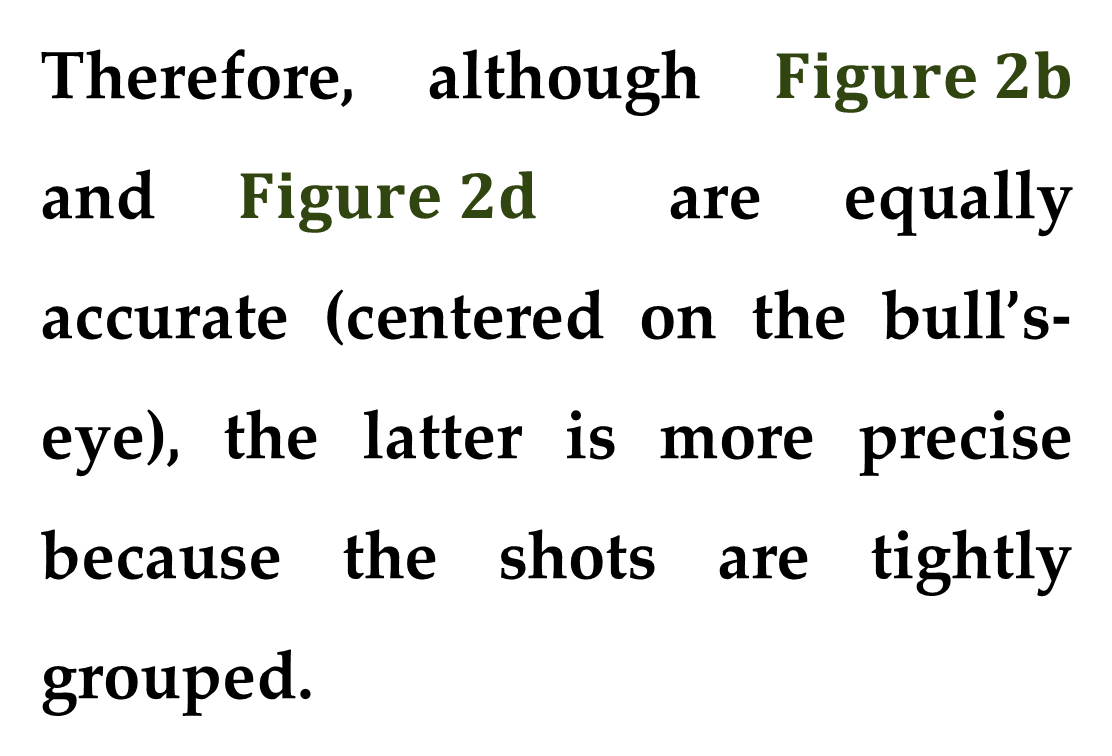 Therefore, although Figure 2b
and Figure 2d are equally
accurate (centered on the bull’s-
eye), the latter is more precise
because the shots are tightly
grouped.